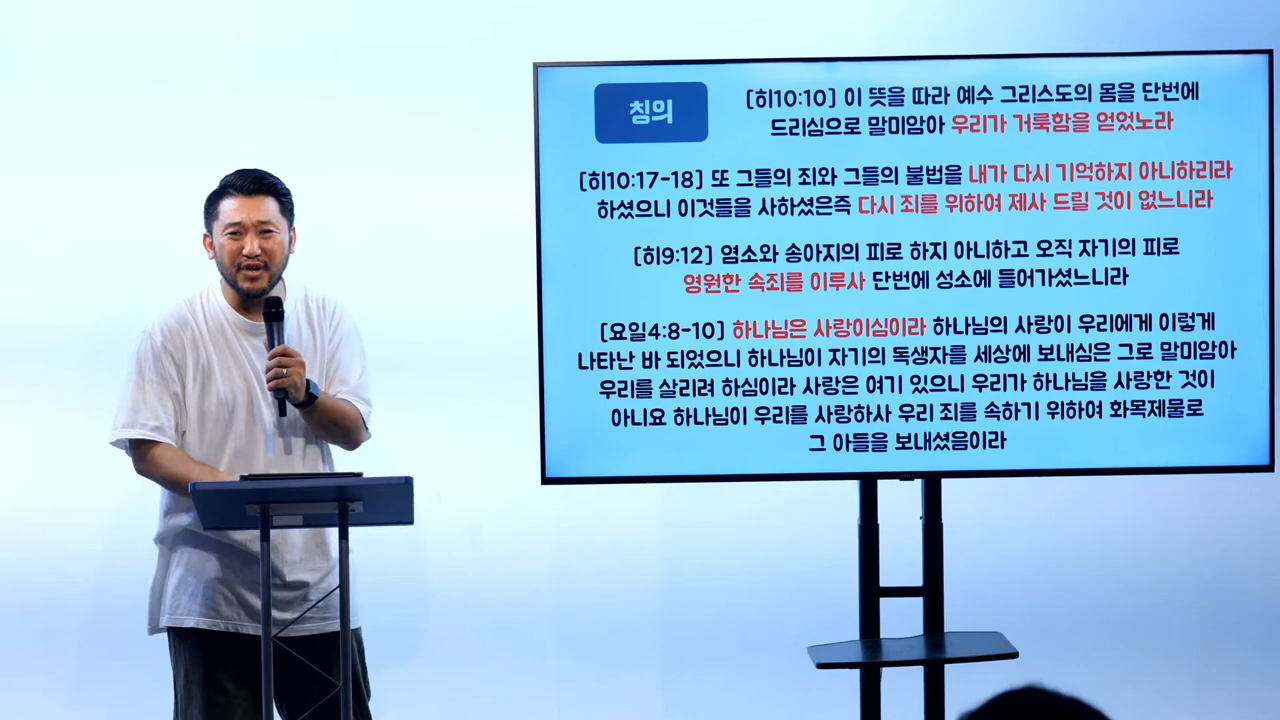 칭의
[히10:10] 이 뜻을 따라 예수 그리스도의 몸을 단번에
드리심으로 말미암아 우리가 거룩함을 얻었노라
[히10:17-18] 또 그들의 죄와 그들의 불법을 내가 다시 기억하지 아니하리라
하셨으니 이것들을 사하셨은즉 다시 죄를 위하여 제사 드릴 것이 없느니라
[히9:12] 염소와 송아지의 피로 하지 아니하고 오직 자기의 피로
영원한 속죄를 이루사 단번에 성소에 들어가셨느니라
[요일4:8-10] 하나님은 사랑이심이라 하나님의 사랑이 우리에게 이렇게
나타난 바 되었으니 하나님이 자기의 독생자를 세상에 보내심은 그로 말미암아
우리를 살리려 하심이라 사랑은 여기 있으니 우리가 하나님을 사랑한 것이
아니요 하나님이 우리를 사랑하사 우리 죄를 속하기 위하여 화목제물로
그 아들을 보내셨음이라